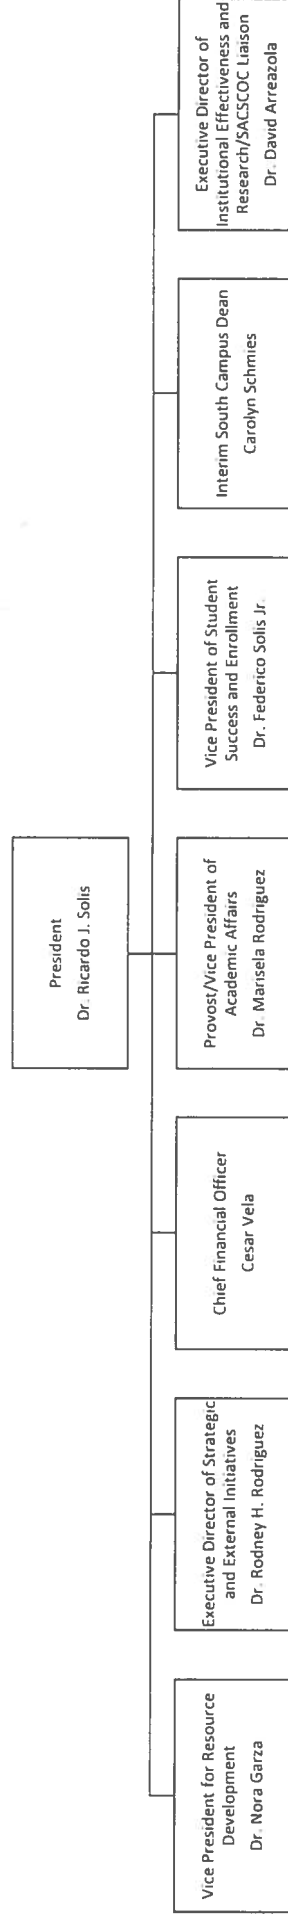 President
Dr. Ricardo J. Solis
Vice President for Resource
Development
Dr. Nora Garza
Executive Director of Strategic
and External Initiatives
Dr. Rodney H. Rodriguez
Chief Financial Officer
Cesar Vela
Provost/Vice President of
Academic Affairs
Dr. Marisela Rodriguez
Vice President of Student
Success and Enrollment
Dr. Federico Solis Jr.
Interim South Campus Dean
Carolyn Schmies
Executive Director of
Institutional Effectiveness and
Research/SACSCOC Liaison
Dr. David Arreazola